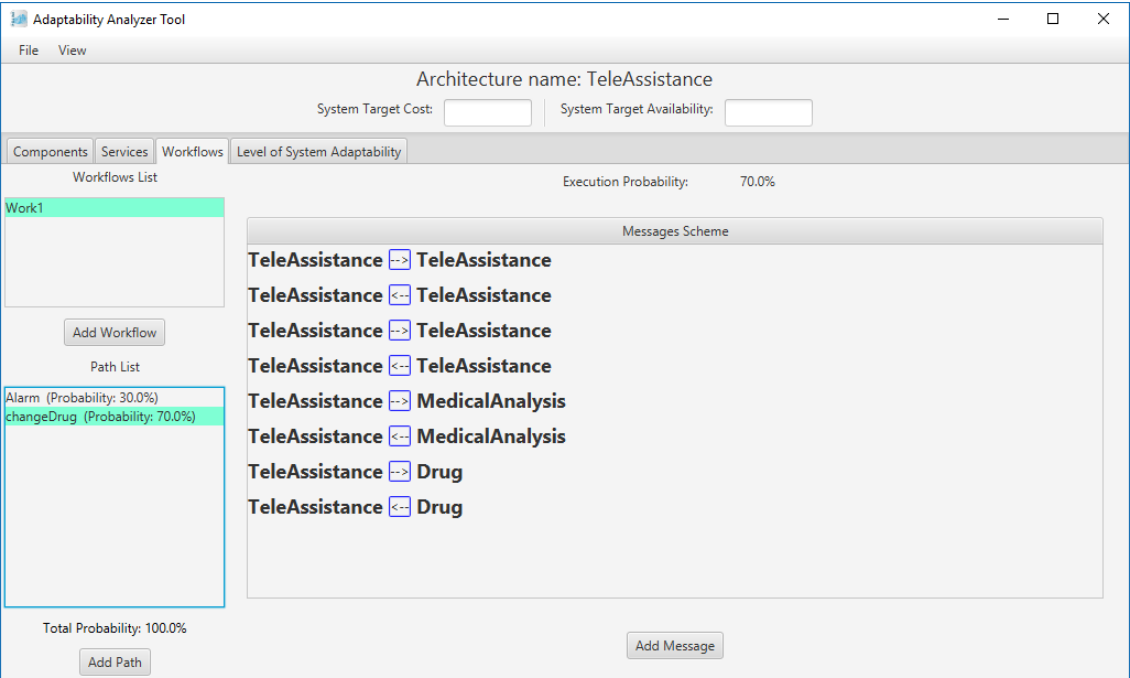 Adaptability Analyzer Tool
File View
Architecture name: TeleAssistance
System Target Cost: System Target Availability:
Components Services Workflows Level of System Adaptability
Workflows List
Execution Probability: 70.0%
Work1
Messages Scheme
TeleAssistance --> TeleAssistance
TeleAssistance <-- TeleAssistance
TeleAssistance --> TeleAssistance
TeleAssistance <-- TeleAssistance
TeleAssistance --> MedicalAnalysis
TeleAssistance <-- MedicalAnalysis
TeleAssistance --> Drug
TeleAssistance <-- Drug
Add Workflow
Path List
Alarm (Probability: 30.0%)
changeDrug (Probability: 70.0%)
Total Probability: 100.0%
Add Path
Add Message